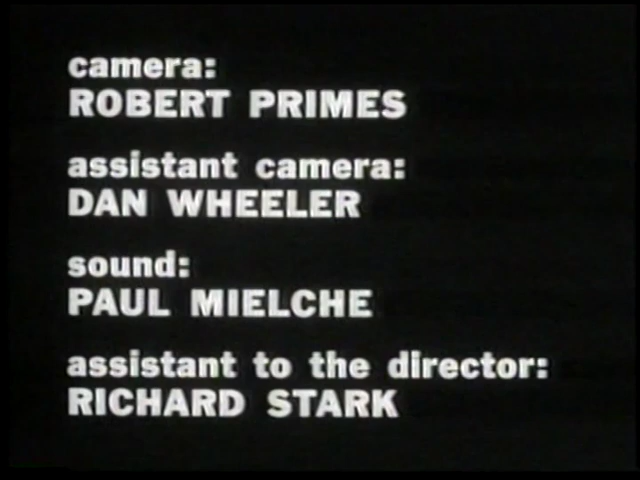 camera:
ROBERT PRIMES
assistant camera:
DAN WHEELER
sound:
PAUL MIELCHE
assistant to the director:
RICHARD STARK